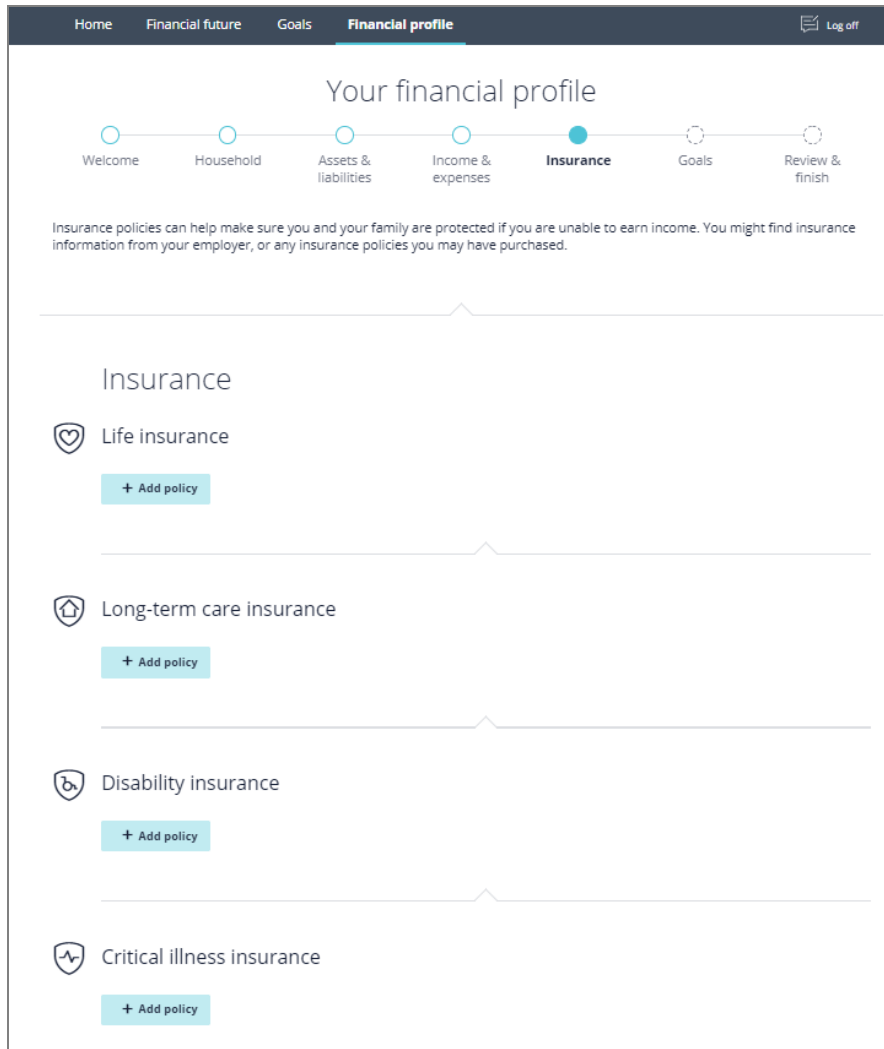 Home Financial future Goals Financial profile Log off
Your financial profile
Welcome Household Assets & liabilities Income & expenses Insurance Goals Review & finish
Insurance policies can help make sure you and your family are protected if you are unable to earn income. You might find insurance
information from your employer, or any insurance policies you may have purchased.
Insurance
Life insurance
+ Add policy
Long-term care insurance
+ Add policy
Disability insurance
+ Add policy
Critical illness insurance
+ Add policy